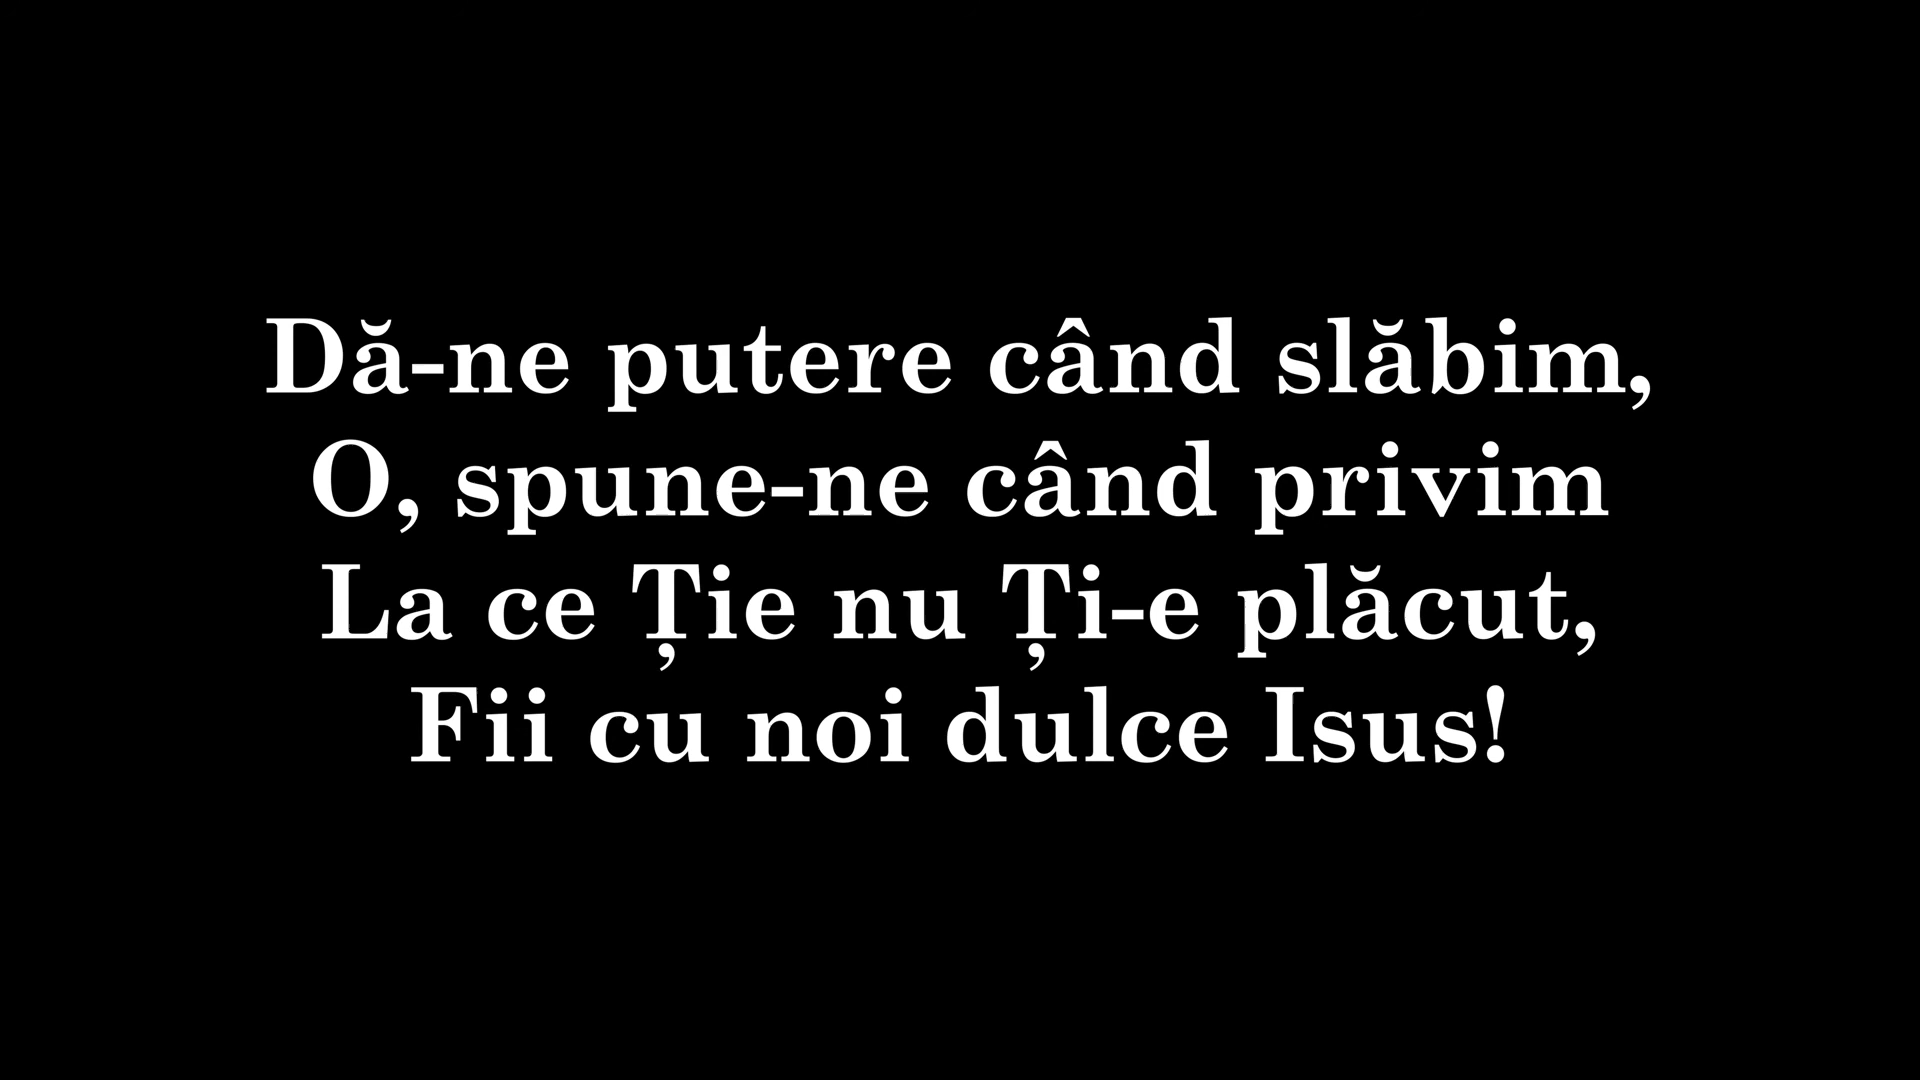 Dă-ne putere când slăbim,
O, spune-ne când privim
La ce Ție nu Ți-e plăcut,
Fii cu noi dulce Isus!